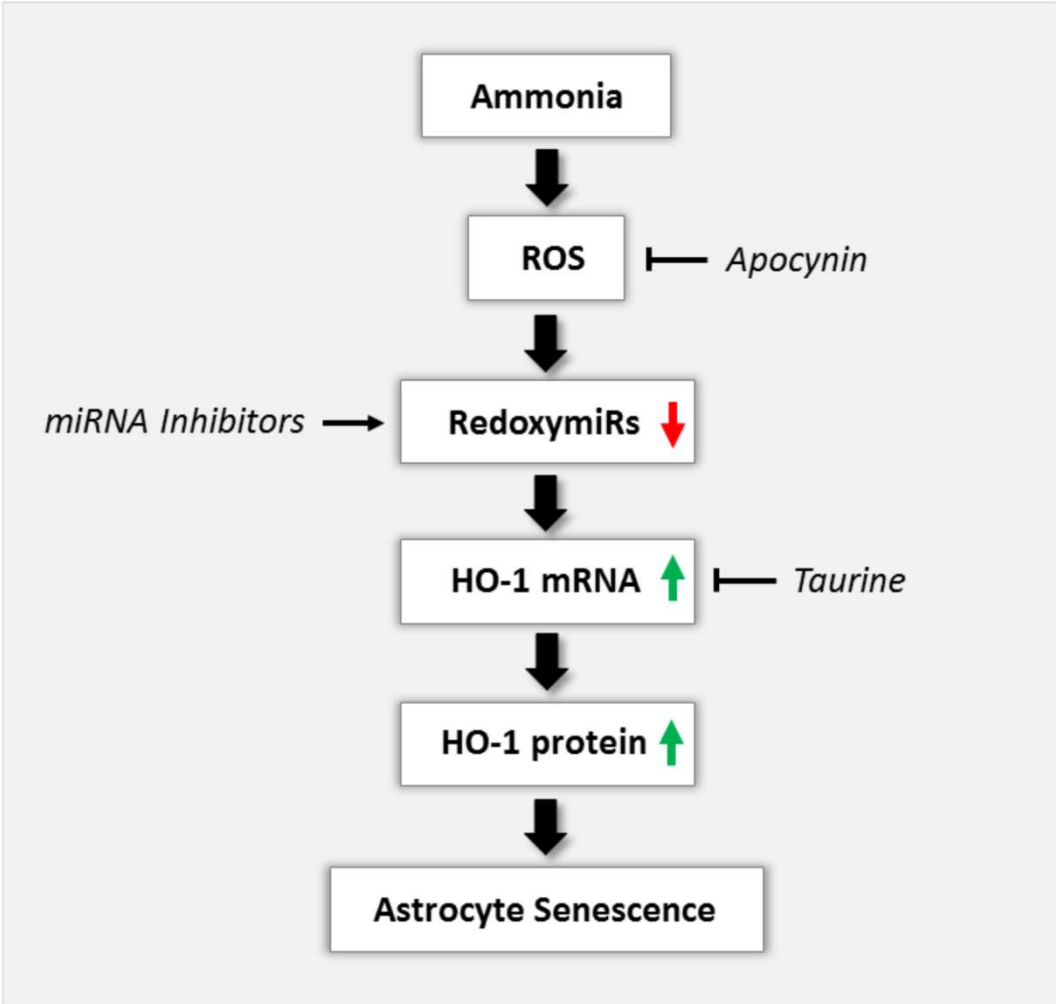 Ammonia
ROS
Apocynin
miRNA Inhibitors
RedoxymiRs
HO-1 mRNA
Taurine
HO-1 protein
Astrocyte Senescence